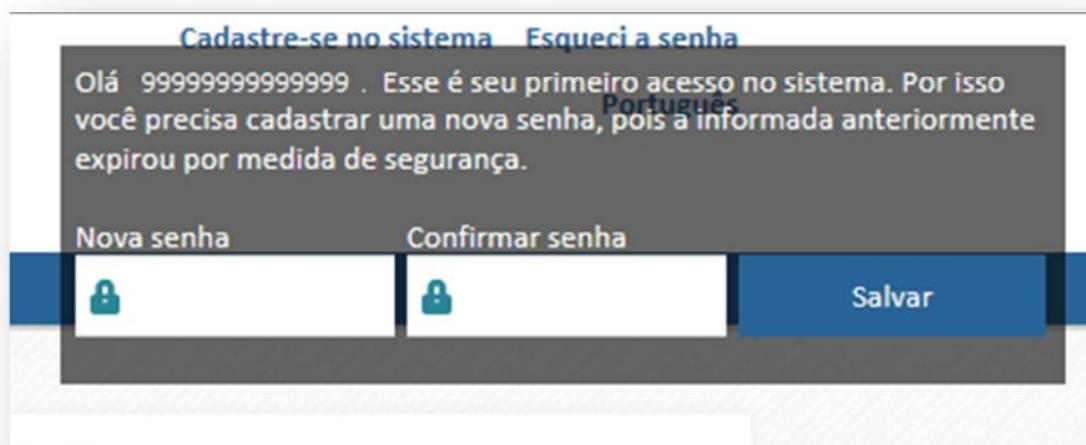 Cadastre-se no sistema Esqueci a senha
Olá 99999999999999 . Esse é seu primeiro acesso no sistema. Por isso
Português
você precisa cadastrar uma nova senha, pois a informada anteriormente
expirou por medida de segurança.
Nova senha Confirmar senha
Salvar